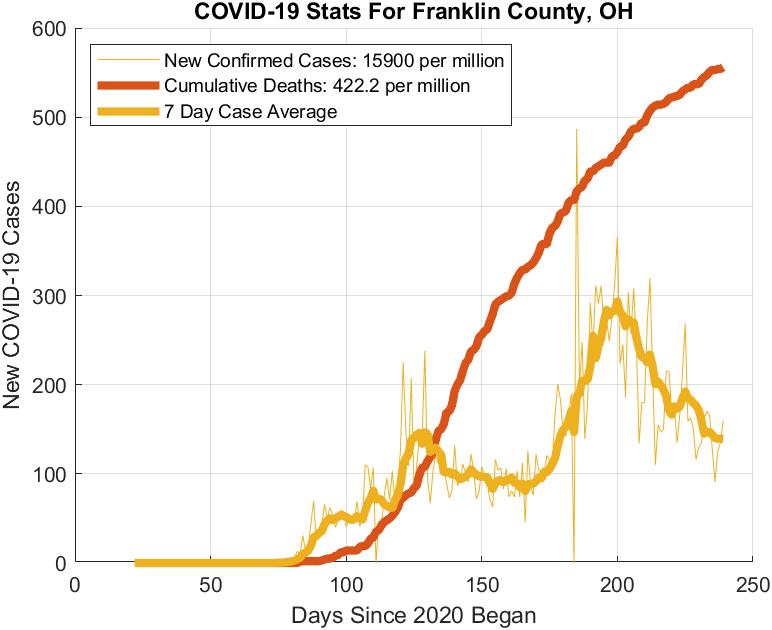 COVID-19 Stats For Franklin County, OH
600
New Confirmed Cases: 15900 per million
Cumulative Deaths: 422.2 per million
7 Day Case Average
500
400
300
200
100
0
New COVID-19 Cases
0 50 100 150 200 250
Days Since 2020 Began